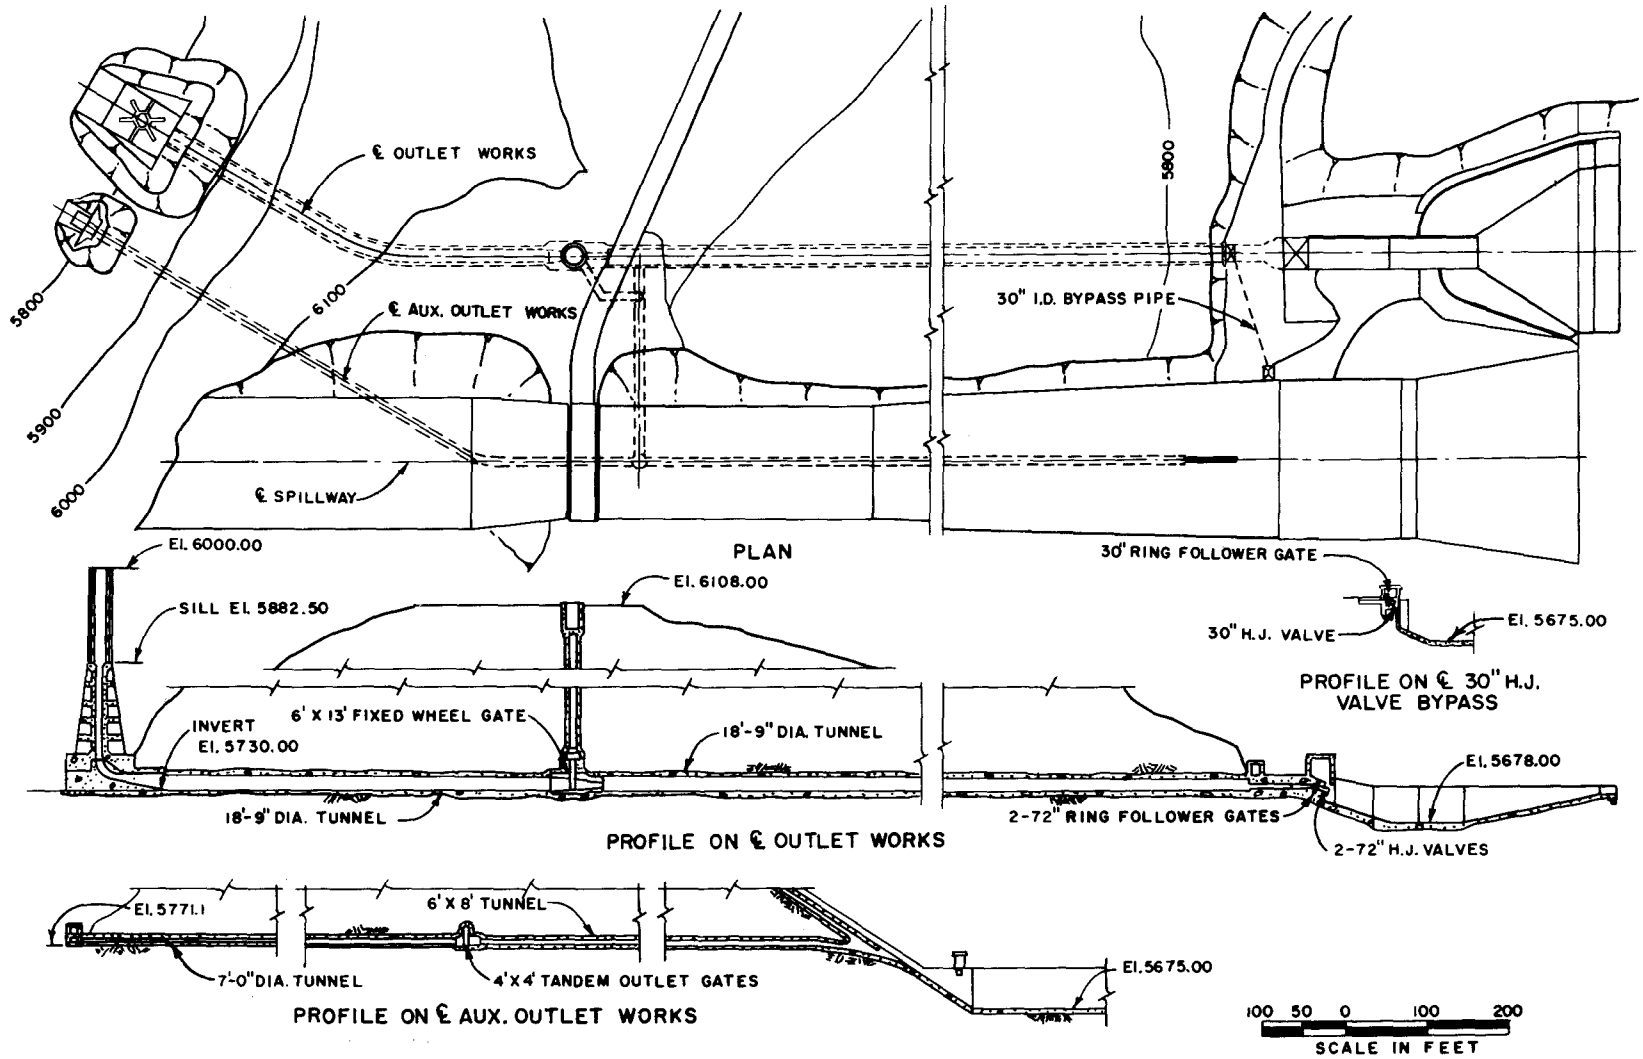 ℄ OUTLET WORKS
5800
30" I.D. BYPASS PIPE
6100
℄ AUX. OUTLET WORKS
5800
5900
6000
℄ SPILLWAY
PLAN
El. 6000.00
SILL El. 5882.50
El. 6108.00
30" RING FOLLOWER GATE
30" H.J. VALVE
El. 5675.00
PROFILE ON ℄ 30" H.J.
VALVE BYPASS
INVERT
El. 5730.00
6' X 13' FIXED WHEEL GATE
18'-9" DIA. TUNNEL
El. 5678.00
18'-9" DIA. TUNNEL
2-72" RING FOLLOWER GATES
2-72" H.J. VALVES
PROFILE ON ℄ OUTLET WORKS
El. 5771.1
6' X 8' TUNNEL
7'-0" DIA. TUNNEL
4'X4' TANDEM OUTLET GATES
El. 5675.00
PROFILE ON ℄ AUX. OUTLET WORKS
100 50 0 100 200
SCALE IN FEET